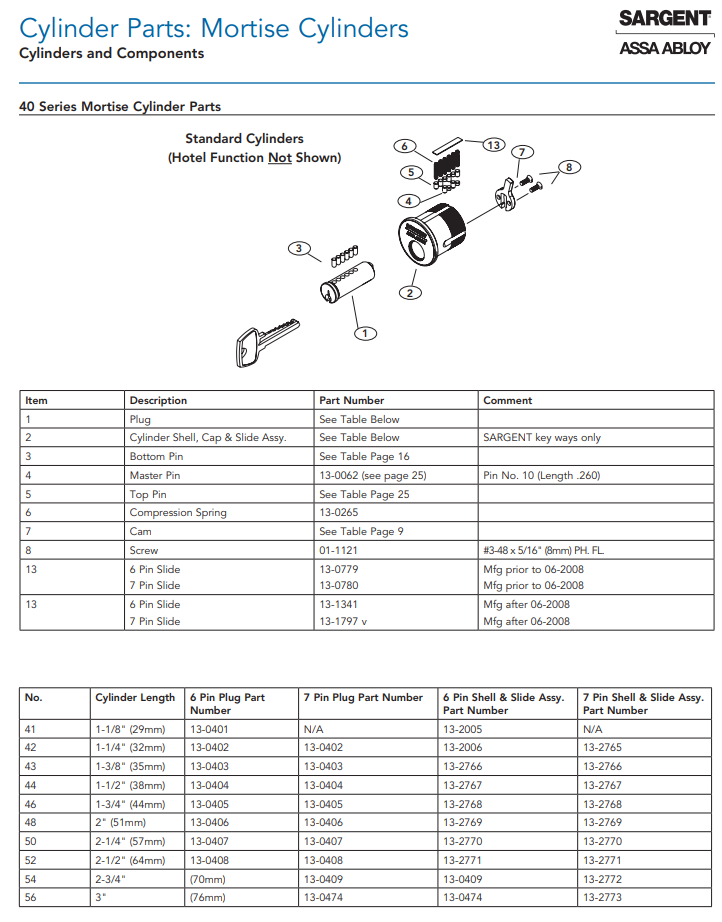 Cylinder Parts: Mortise Cylinders
Cylinders and Components
SARGENT
ASSA ABLOY
40 Series Mortise Cylinder Parts
Standard Cylinders
(Hotel Function Not Shown)
6
13
7
5
8
4
3
2
1
Item Description Part Number Comment
1 Plug See Table Below
2 Cylinder Shell, Cap & Slide Assy. See Table Below SARGENT key ways only
3 Bottom Pin See Table Page 16
4 Master Pin 13-0062 (see page 25) Pin No. 10 (Length .260)
5 Top Pin See Table Page 25
6 Compression Spring 13-0265
7 Cam See Table Page 9
8 Screw 01-1121 #3-48 x 5/16" (8mm) PH. FL.
13 6 Pin Slide 13-0779 Mfg prior to 06-2008
7 Pin Slide 13-0780 Mfg prior to 06-2008
13 6 Pin Slide 13-1341 Mfg after 06-2008
7 Pin Slide 13-1797 v Mfg after 06-2008
No. Cylinder Length 6 Pin Plug Part 7 Pin Plug Part Number 6 Pin Shell & Slide Assy. 7 Pin Shell & Slide Assy.
Number Part Number Part Number
41 1-1/8" (29mm) 13-0401 N/A 13-2005 N/A
42 1-1/4" (32mm) 13-0402 13-0402 13-2006 13-2765
43 1-3/8" (35mm) 13-0403 13-0403 13-2766 13-2766
44 1-1/2" (38mm) 13-0404 13-0404 13-2767 13-2767
46 1-3/4" (44mm) 13-0405 13-0405 13-2768 13-2768
48 2" (51mm) 13-0406 13-0406 13-2769 13-2769
50 2-1/4" (57mm) 13-0407 13-0407 13-2770 13-2770
52 2-1/2" (64mm) 13-0408 13-0408 13-2771 13-2771
54 2-3/4" (70mm) 13-0409 13-0409 13-2772
56 3" (76mm) 13-0474 13-0474 13-2773